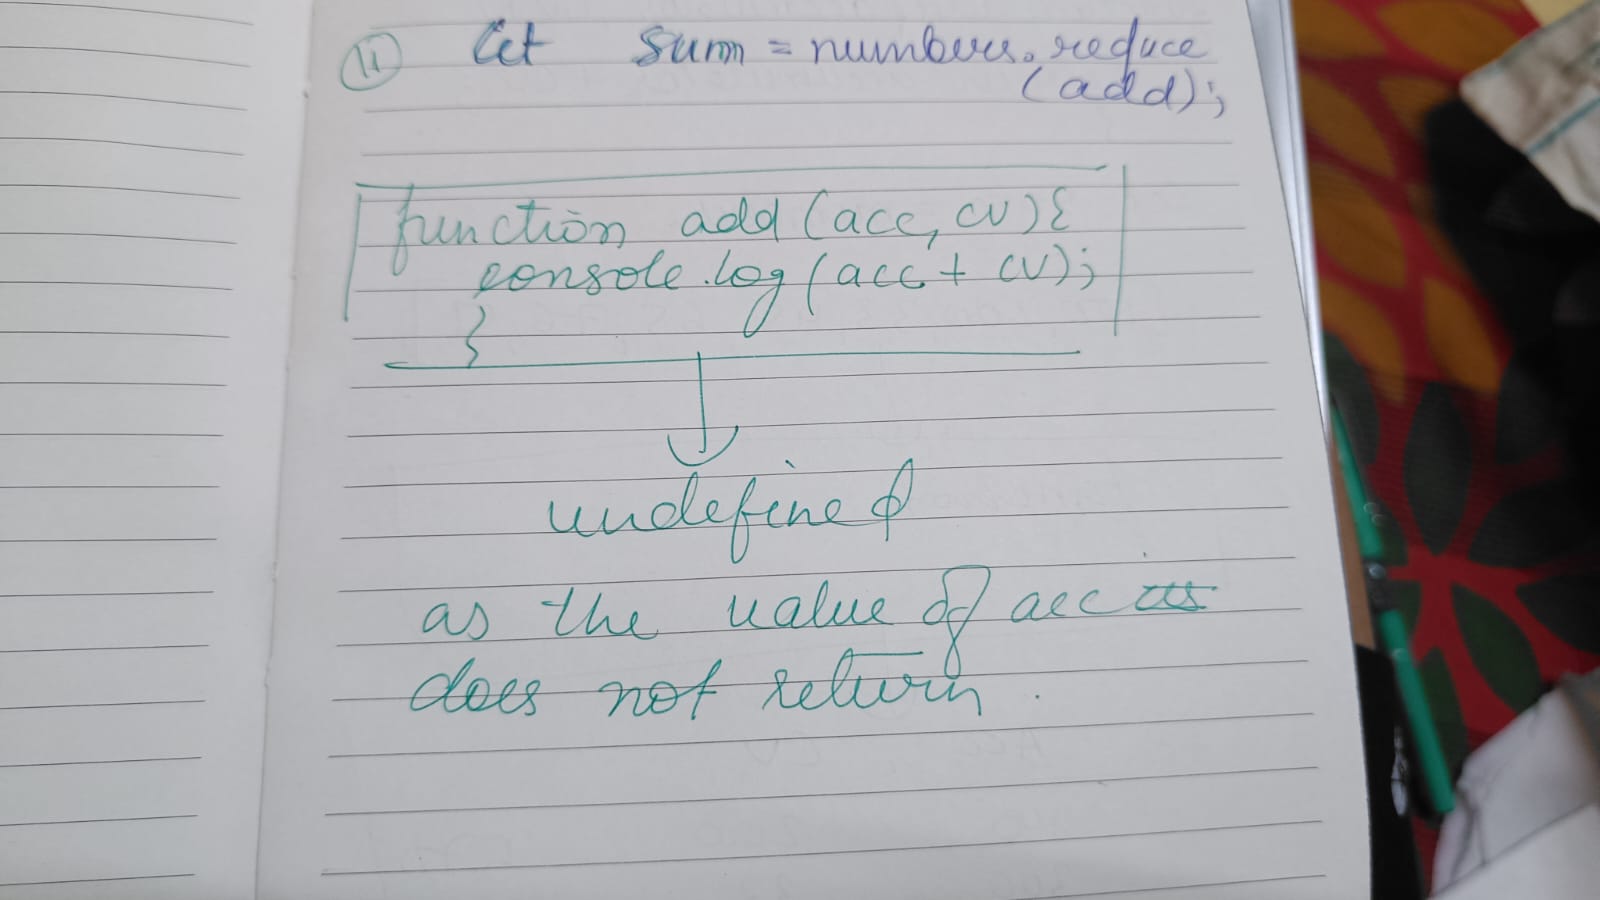 11 let sum = numbers.reduce
(add);
function add (acc, cv){
console.log (acc + cv);
}
undefined
as the value of acc
does not return.